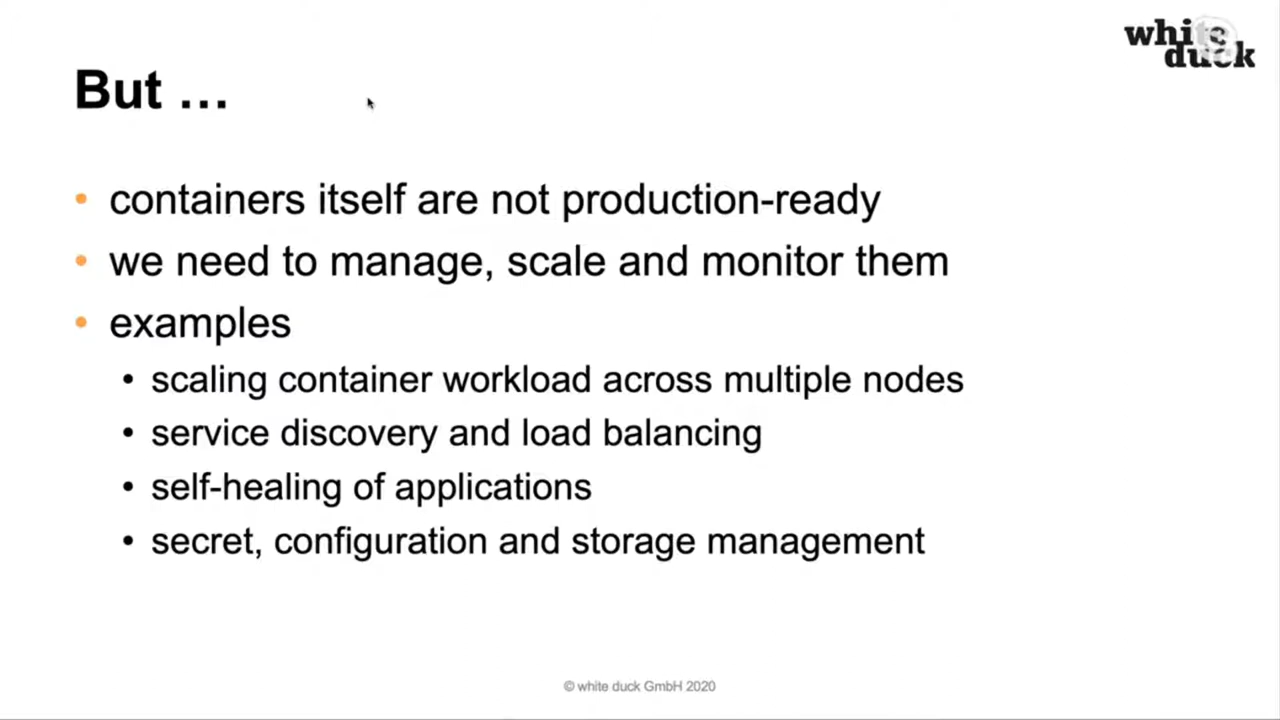 white
duck
But …
• containers itself are not production-ready
• we need to manage, scale and monitor them
• examples
• scaling container workload across multiple nodes
• service discovery and load balancing
• self-healing of applications
• secret, configuration and storage management
© white duck GmbH 2020